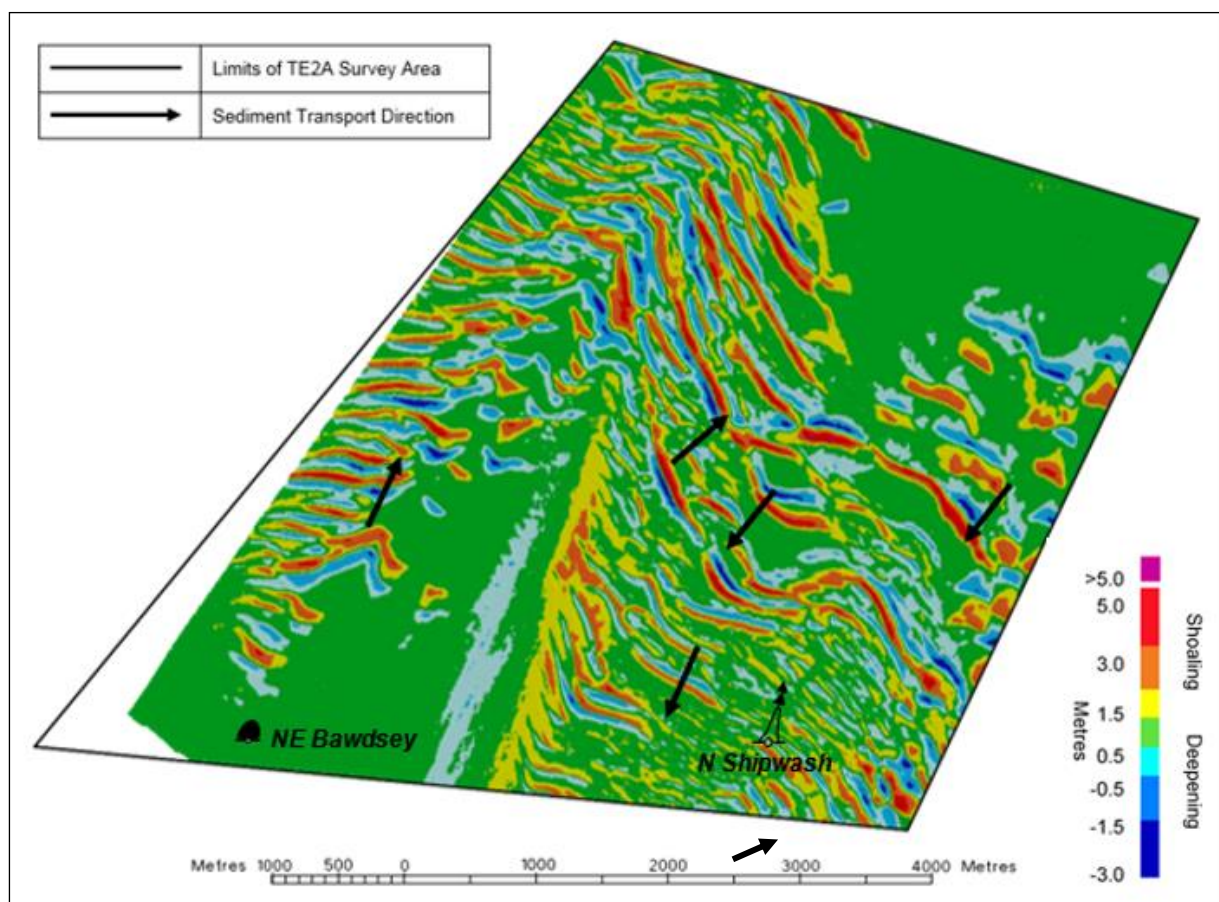 Limits of TE2A Survey Area
Sediment Transport Direction
NE Bawdsey
N Shipwash
>5.0
5.0
3.0
1.5
0.5
-0.5
-1.5
-3.0
Metres
Shoaling
Deepening
Metres 1000 500 0 1000 2000 3000 4000 Metres